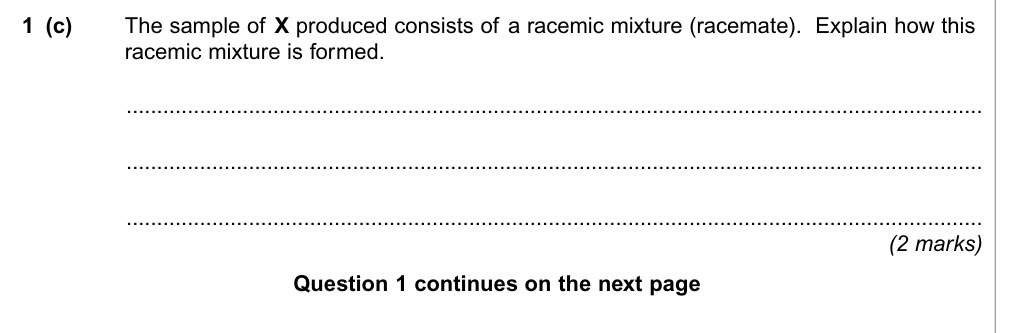 1 (c) The sample of X produced consists of a racemic mixture (racemate). Explain how this
racemic mixture is formed.
(2 marks)
Question 1 continues on the next page